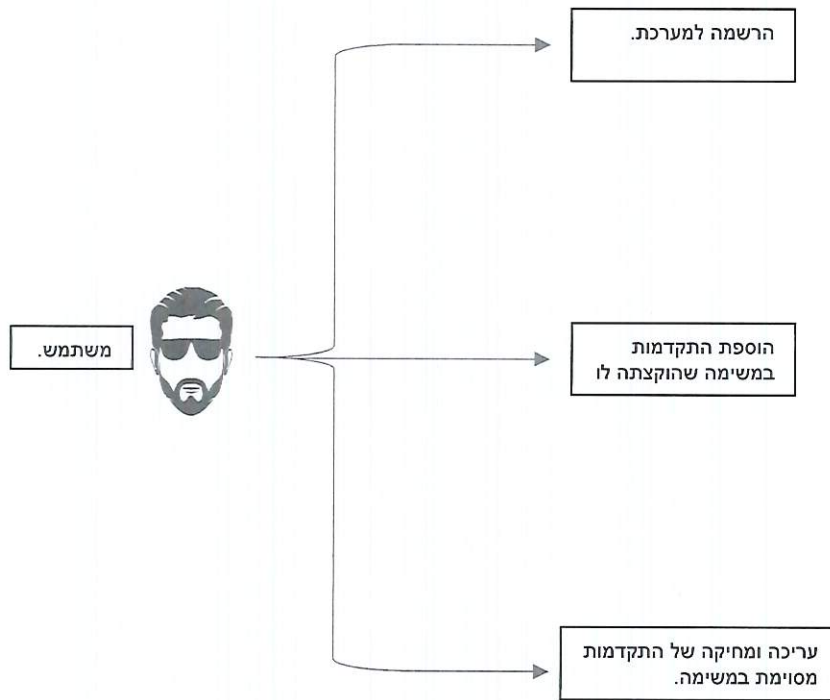 הרשמה למערכת.
משתמש.
הוספת התקדמות
במשימה שהוקצתה לו
עריכה ומחיקה של התקדמות
מסוימת במשימה.